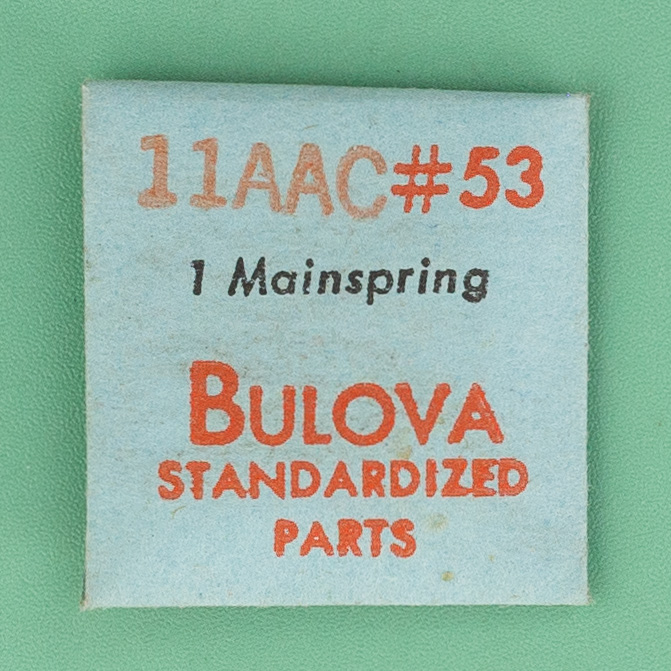 11AAC#53
1 Mainspring
BULOVA
STANDARDIZED
PARTS